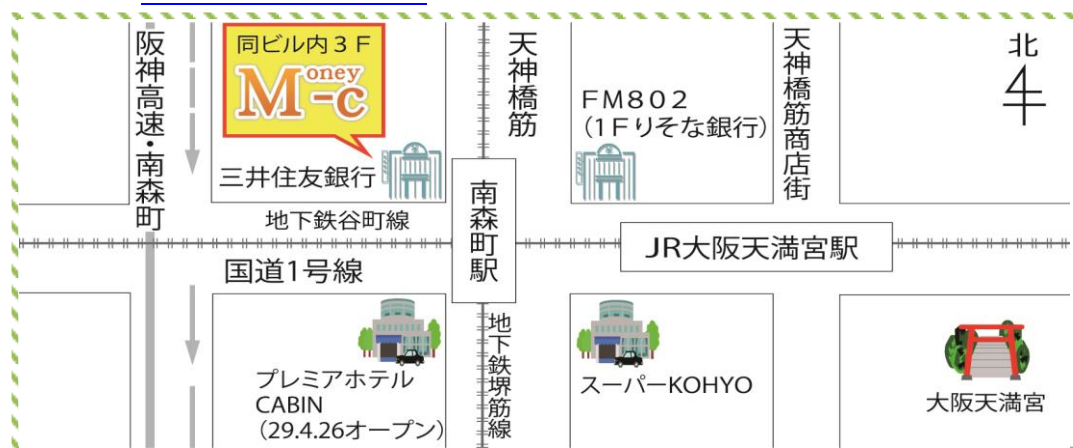 阪神高速・南森町
同ビル内３Ｆ
Money-c
三井住友銀行
天神橋筋
FM802
(1Fりそな銀行)
天神橋筋商店街
北
地下鉄谷町線
南森町駅
JR大阪天満宮駅
国道1号線
プレミアホテル
CABIN
(29.4.26オープン)
地下鉄堺筋線
スーパーKOHYO
大阪天満宮